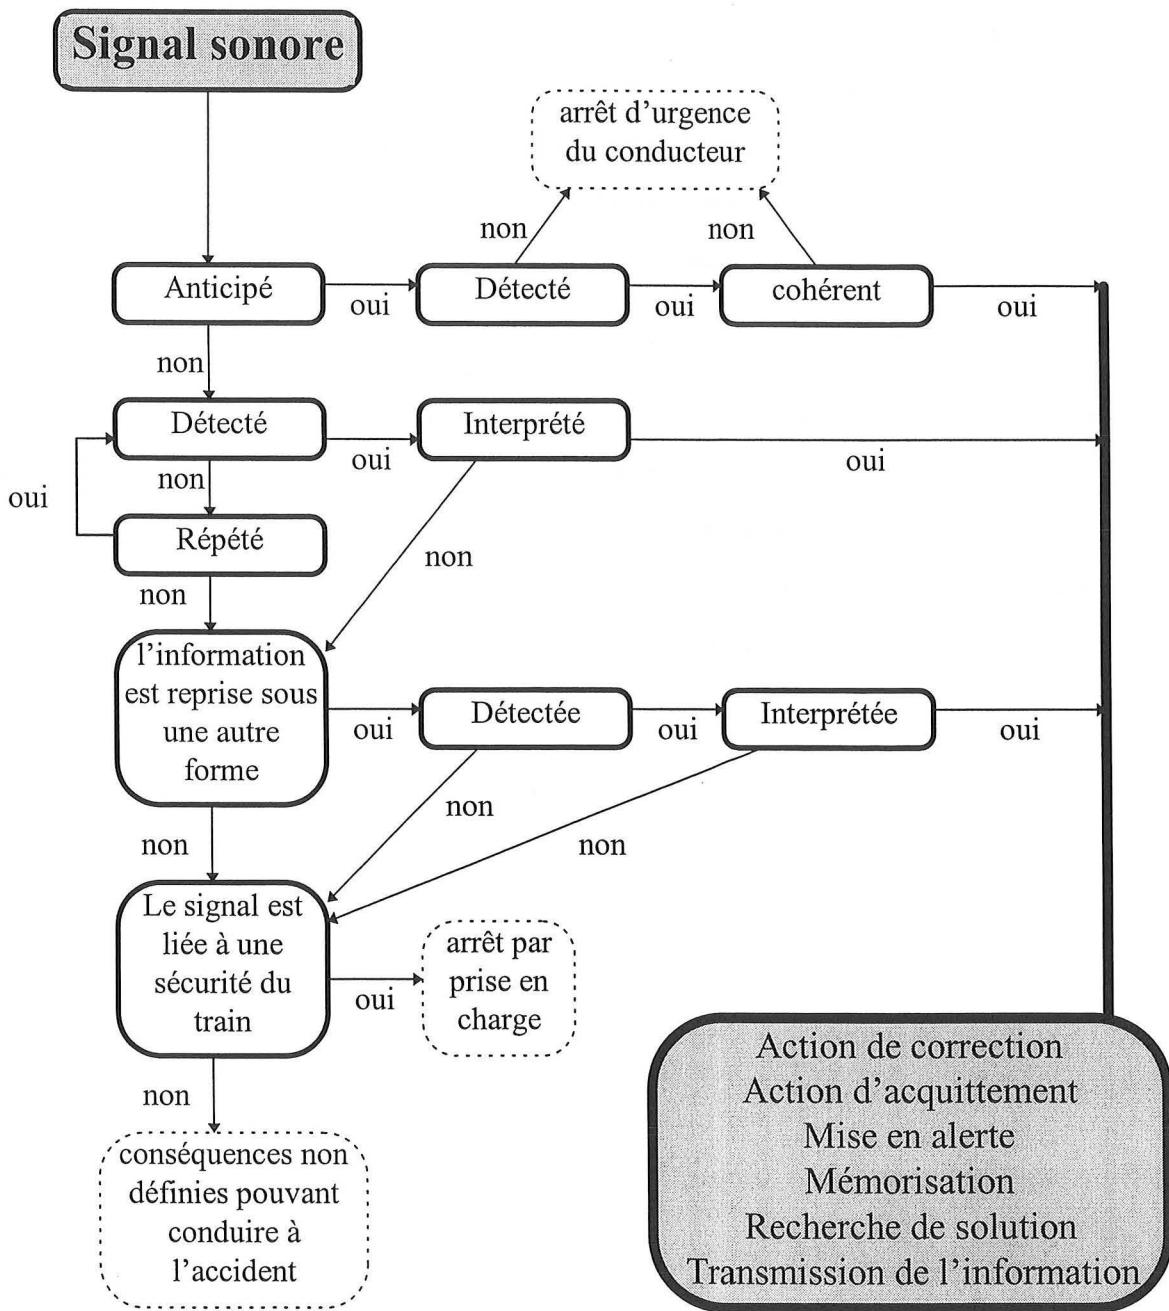 Signal sonore
arrêt d'urgence
du conducteur
non
non
Anticipé
oui
Détecté
oui
cohérent
oui
non
Détecté
oui
Interprété
oui
oui
non
Répété
non
non
l'information
est reprise sous
une autre
forme
oui
Détectée
oui
Interprétée
oui
non
non
non
Le signal est
liée à une
sécurité du
train
oui
arrêt par
prise en
charge
non
conséquences non
définies pouvant
conduire à
l'accident
Action de correction
Action d'acquittement
Mise en alerte
Mémorisation
Recherche de solution
Transmission de l'information